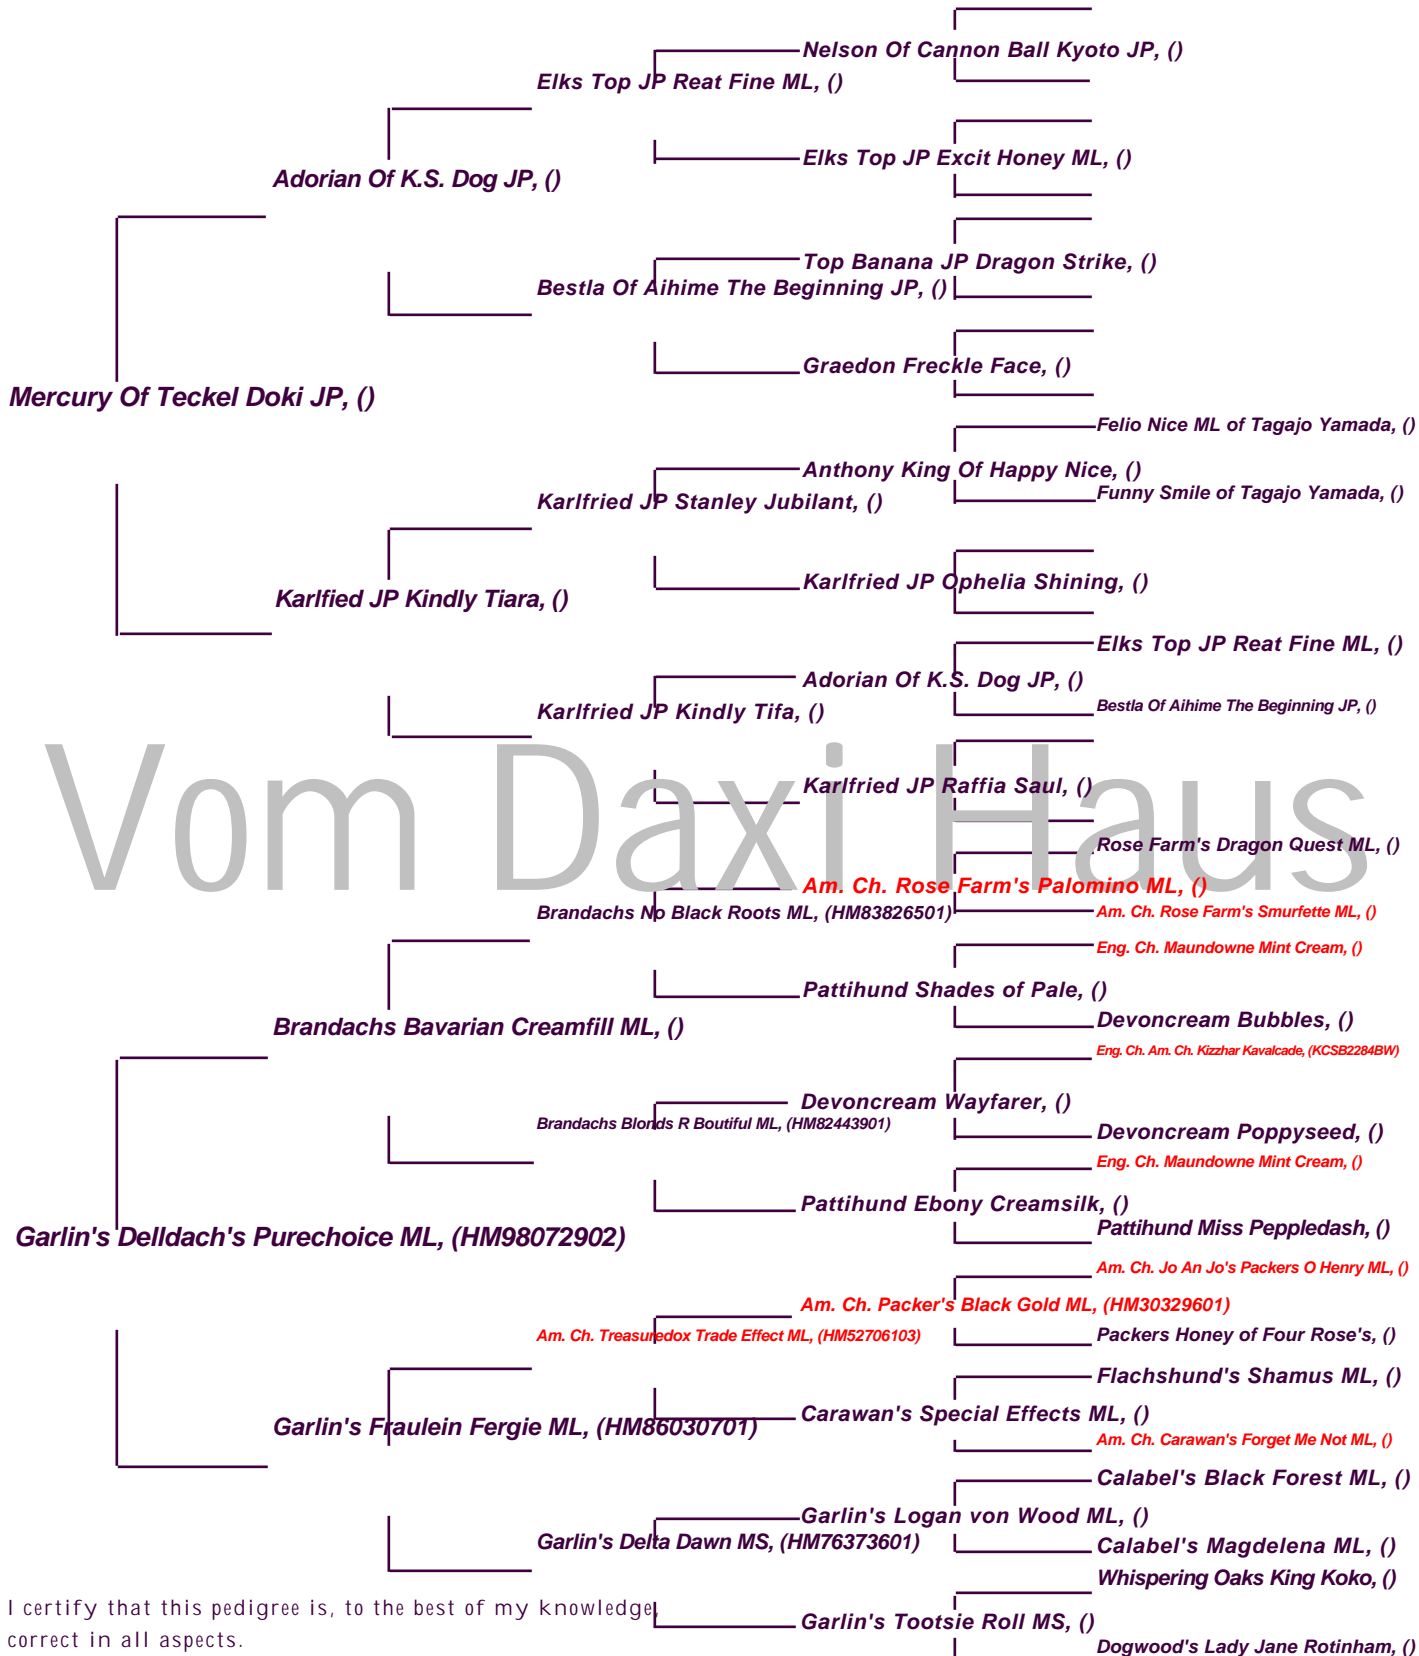 Nelson Of Cannon Ball Kyoto JP, ()
Elks Top JP Reat Fine ML, ()
Elks Top JP Excit Honey ML, ()
Adorian Of K.S. Dog JP, ()
Top Banana JP Dragon Strike, ()
Bestla Of Aihime The Beginning JP, ()
Graedon Freckle Face, ()
Mercury Of Teckel Doki JP, ()
Felio Nice ML of Tagajo Yamada, ()
Anthony King Of Happy Nice, ()
Funny Smile of Tagajo Yamada, ()
Karlfried JP Stanley Jubilant, ()
Karlfried JP Ophelia Shining, ()
Karlfied JP Kindly Tiara, ()
Elks Top JP Reat Fine ML, ()
Adorian Of K.S. Dog JP, ()
Bestla Of Aihime The Beginning JP, ()
Karlfried JP Kindly Tifa, ()
Karlfried JP Raffia Saul, ()
Vom Daxi Haus
Rose Farm's Dragon Quest ML, ()
Am. Ch. Rose Farm's Palomino ML, ()
Brandachs No Black Roots ML, (HM83826501)
Am. Ch. Rose Farm's Smurfette ML, ()
Eng. Ch. Maundowne Mint Cream, ()
Pattihund Shades of Pale, ()
Devoncream Bubbles, ()
Brandachs Bavarian Creamfill ML, ()
Eng. Ch. Am. Ch. Kizzhar Kavalcade, (KCSB2284BW)
Devoncream Wayfarer, ()
Brandachs Blonds R Boutiful ML, (HM82443901)
Devoncream Poppyseed, ()
Eng. Ch. Maundowne Mint Cream, ()
Pattihund Ebony Creamsilk, ()
Pattihund Miss Peppledash, ()
Garlin's Delldach's Purechoice ML, (HM98072902)
Am. Ch. Jo An Jo's Packers O Henry ML, ()
Am. Ch. Packer's Black Gold ML, (HM30329601)
Am. Ch. Treasuredox Trade Effect ML, (HM52706103)
Packers Honey of Four Rose's, ()
Flachshund's Shamus ML, ()
Carawan's Special Effects ML, ()
Garlin's Fraulein Fergie ML, (HM86030701)
Am. Ch. Carawan's Forget Me Not ML, ()
Calabel's Black Forest ML, ()
Garlin's Logan von Wood ML, ()
Garlin's Delta Dawn MS, (HM76373601)
Calabel's Magdelena ML, ()
Whispering Oaks King Koko, ()
I certify that this pedigree is, to the best of my knowledge,
Garlin's Tootsie Roll MS, ()
correct in all aspects.
Dogwood's Lady Jane Rotinham, ()